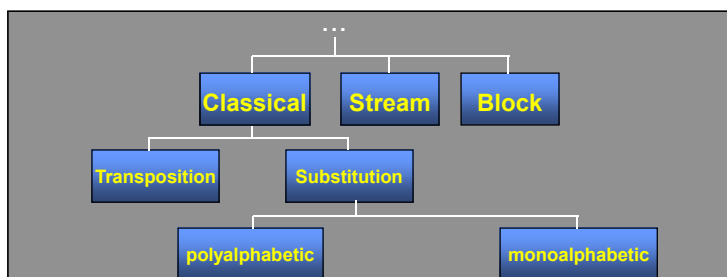 ...
Classical Stream Block
Transposition Substitution
polyalphabetic monoalphabetic